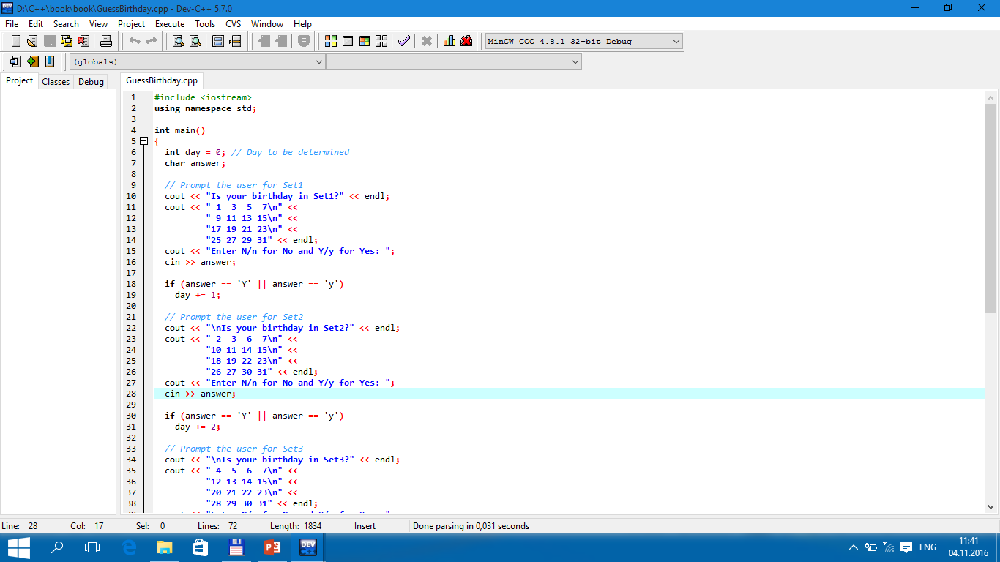 D:\C++\book\book\GuessBirthday.cpp - Dev-C++ 5.7.0
File Edit Search View Project Execute Tools CVS Window Help
MinGW GCC 4.8.1 32-bit Debug
(globals)
Project Classes Debug GuessBirthday.cpp
1 #include <iostream>
2 using namespace std;
3
4 int main()
5 {
6 int day = 0; // Day to be determined
7 char answer;
8
9 // Prompt the user for Set1
10 cout << "Is your birthday in Set1?" << endl;
11 cout << " 1  3  5  7\n" <<
12 " 9 11 13 15\n" <<
13 "17 19 21 23\n" <<
14 "25 27 29 31" << endl;
15 cout << "Enter N/n for No and Y/y for Yes: ";
16 cin >> answer;
17
18 if (answer == 'Y' || answer == 'y')
19 day += 1;
20
21 // Prompt the user for Set2
22 cout << "\nIs your birthday in Set2?" << endl;
23 cout << " 2  3  6  7\n" <<
24 "10 11 14 15\n" <<
25 "18 19 22 23\n" <<
26 "26 27 30 31" << endl;
27 cout << "Enter N/n for No and Y/y for Yes: ";
28 cin >> answer;
29
30 if (answer == 'Y' || answer == 'y')
31 day += 2;
32
33 // Prompt the user for Set3
34 cout << "\nIs your birthday in Set3?" << endl;
35 cout << " 4  5  6  7\n" <<
36 "12 13 14 15\n" <<
37 "20 21 22 23\n" <<
38 "28 29 30 31" << endl;
Line: 28 Col: 17 Sel: 0 Lines: 72 Length: 1834 Insert Done parsing in 0,031 seconds
DEV C++ ENG 11:41
04.11.2016